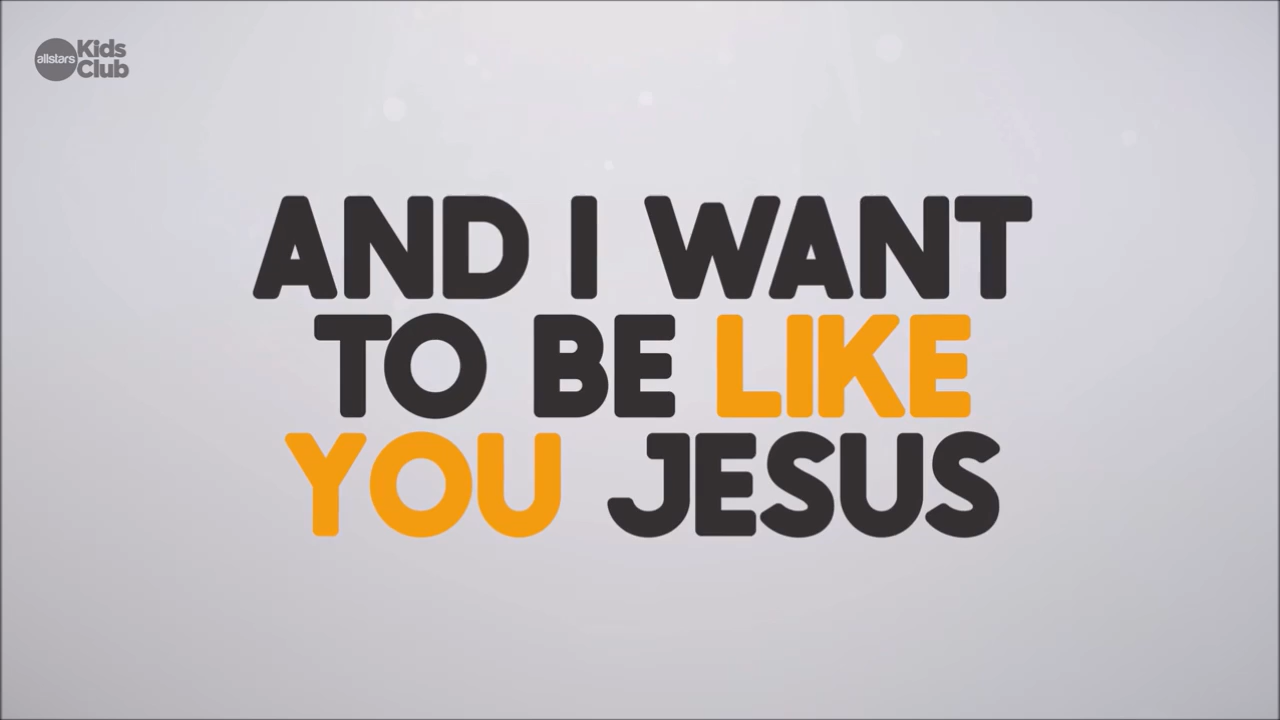 allstars
Kids
Club
AND I WANT
TO BE LIKE
YOU JESUS